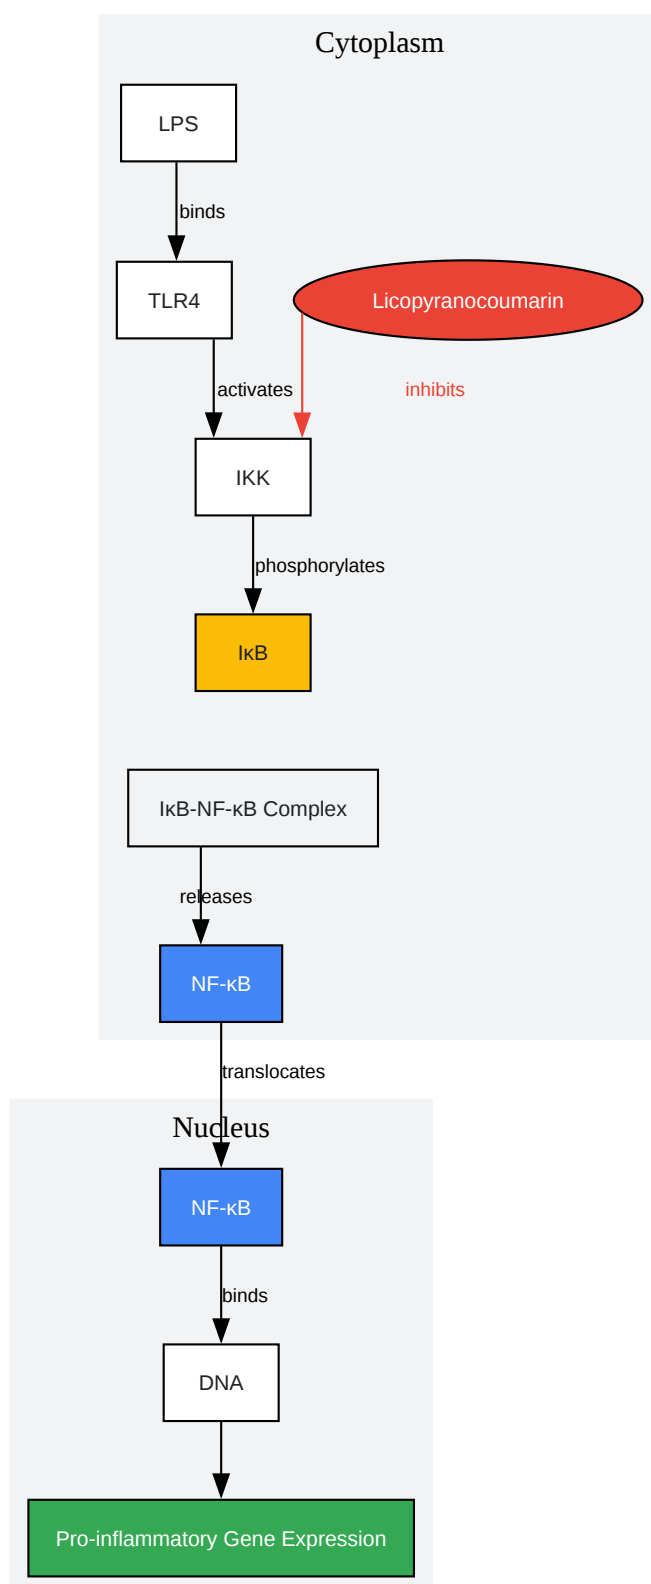 Cytoplasm
LPS
binds
TLR4
Licopyranocoumarin
activates
inhibits
IKK
phosphorylates
IκB
IκB-NF-κB Complex
releases
NF-κB
translocates
Nucleus
NF-κB
binds
DNA
Pro-inflammatory Gene Expression